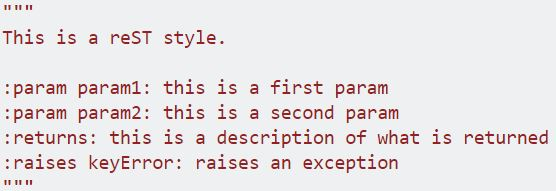 """
This is a reST style.

:param param1: this is a first param
:param param2: this is a second param
:returns: this is a description of what is returned
:raises keyError: raises an exception
"""